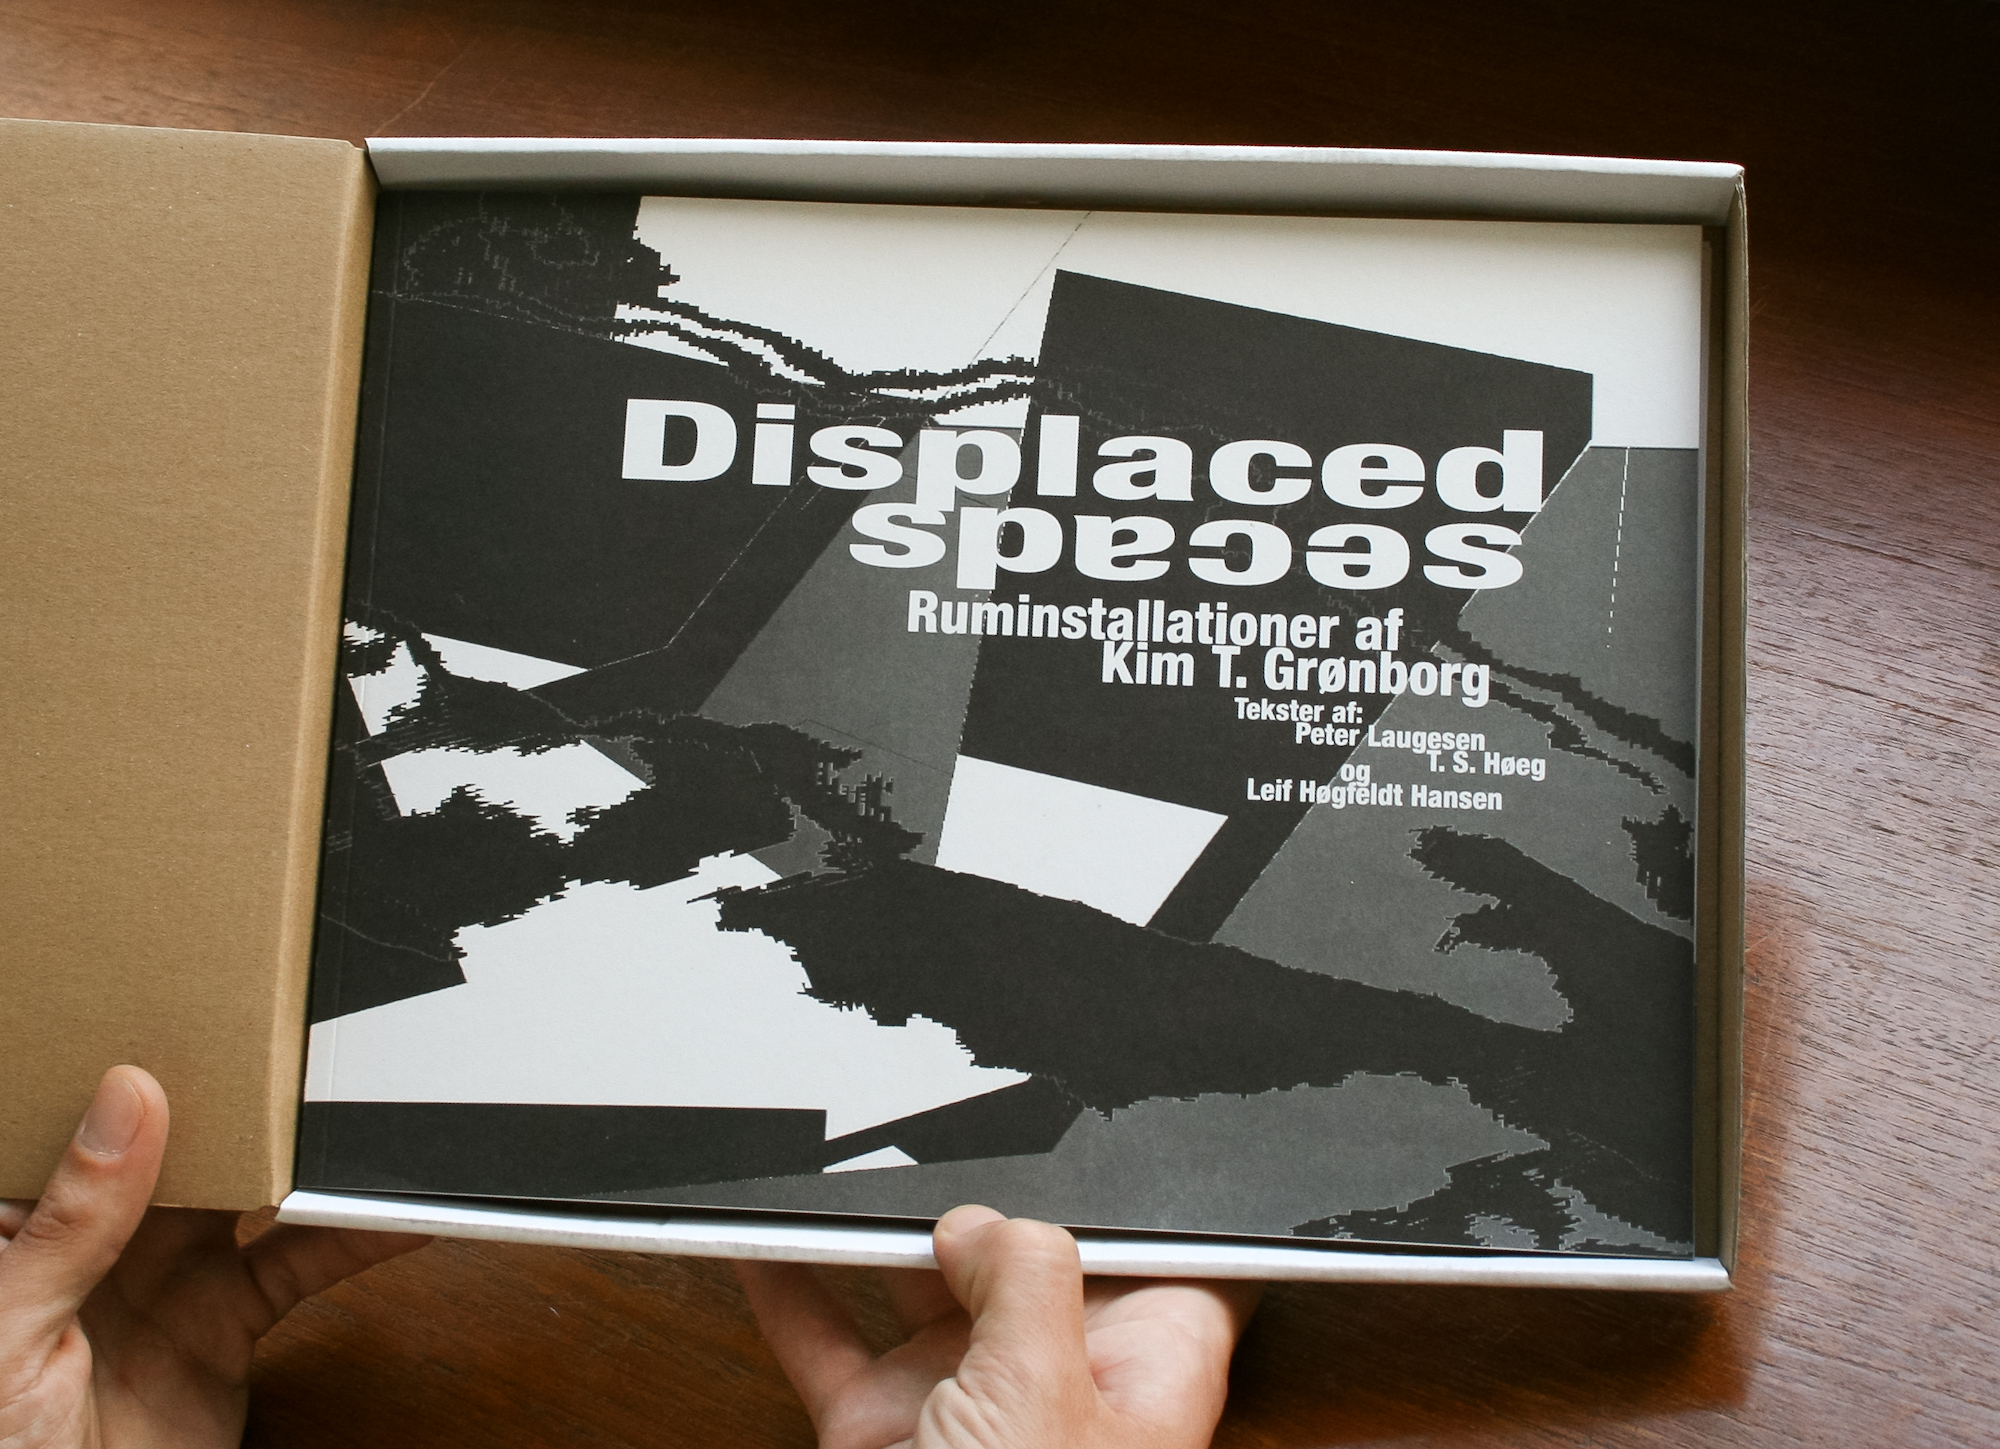 Displaced
spaces
Ruminstallationer af
Kim T. Grønborg
Tekster af:
Peter Laugesen
T. S. Høeg
og
Leif Høgfeldt Hansen